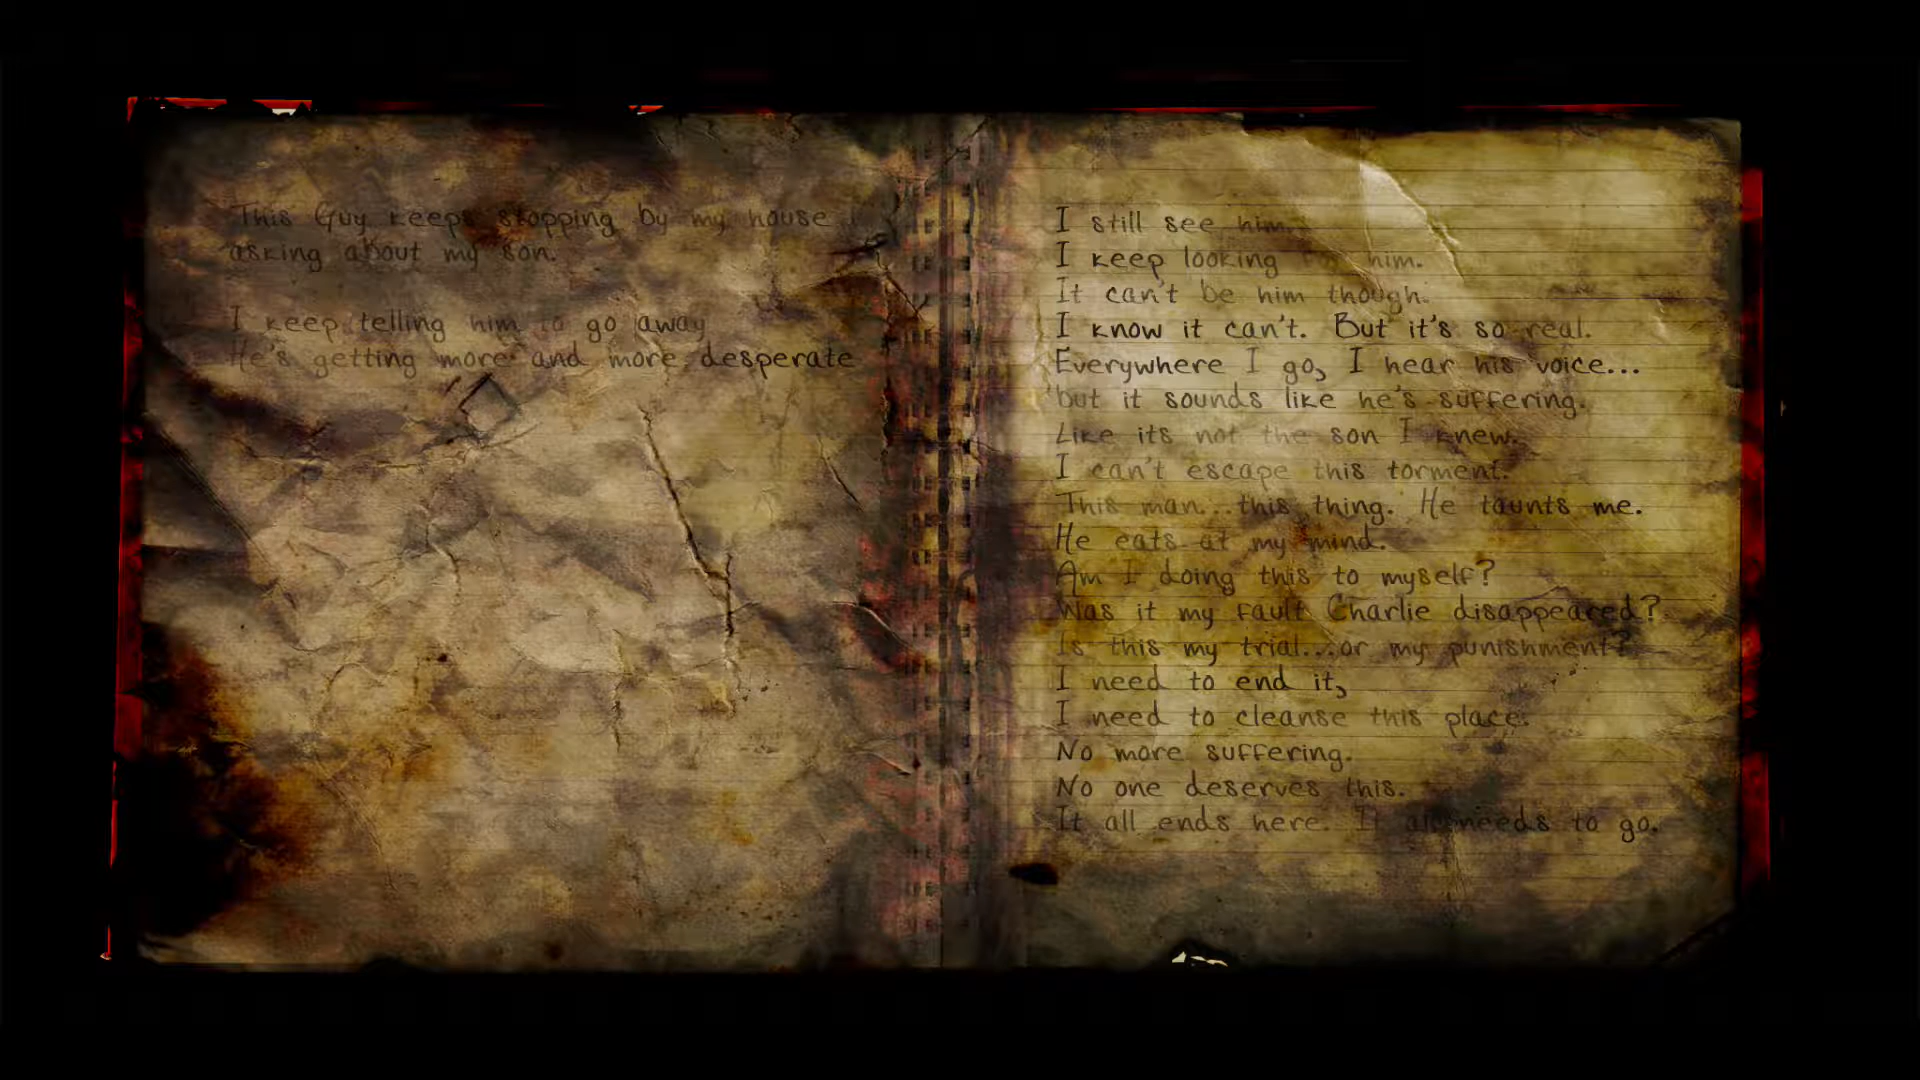 This Guy keeps stopping by my house
asking about my son.
I keep telling him to go away
He's getting more and more desperate
I still see him.
I keep looking for him.
It can't be him though.
I know it can't. But it's so real.
Everywhere I go, I hear his voice...
but it sounds like he's suffering.
Like its not the son I knew.
I can't escape this torment.
This man...this thing. He taunts me.
He eats at my mind.
Am I doing this to myself?
Was it my fault Charlie disappeared?
Is this my trial...or my punishment?
I need to end it,
I need to cleanse this place.
No more suffering.
No one deserves this.
It all ends here. It all needs to go.